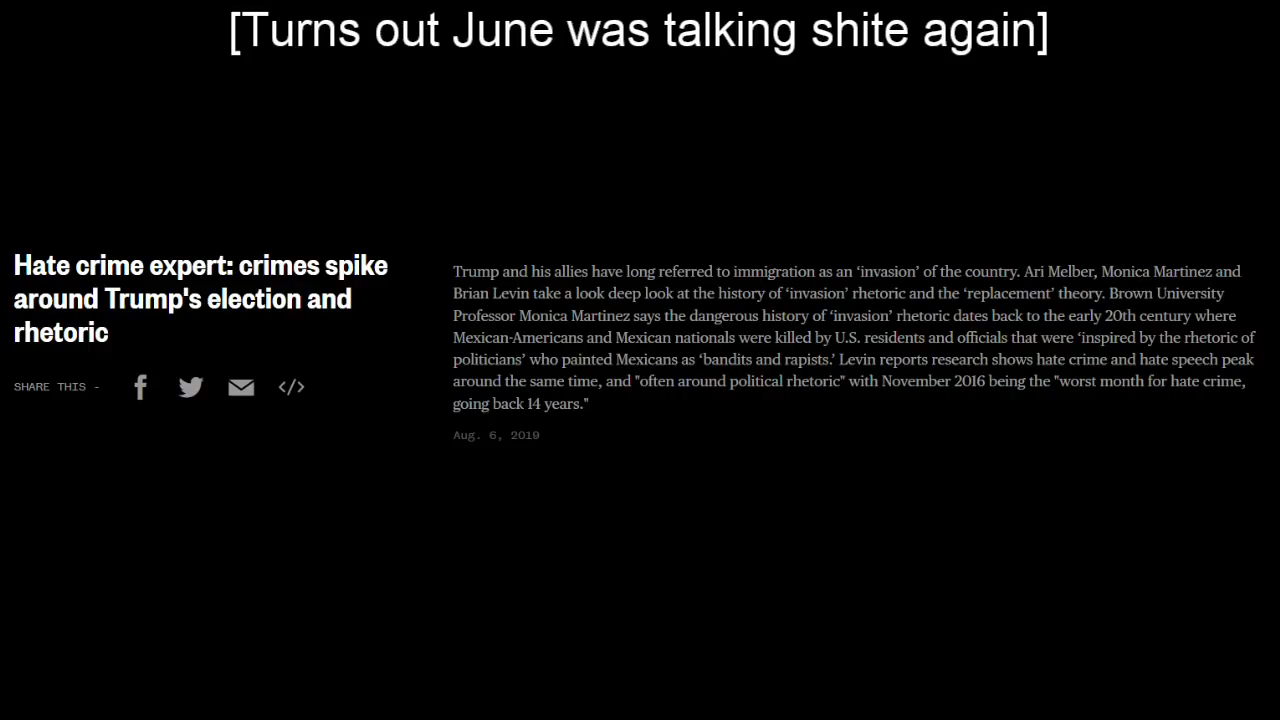 [Turns out June was talking shite again]
Hate crime expert: crimes spike
around Trump's election and
rhetoric
SHARE THIS -
Trump and his allies have long referred to immigration as an ‘invasion’ of the country. Ari Melber, Monica Martinez and
Brian Levin take a look deep look at the history of ‘invasion’ rhetoric and the ‘replacement’ theory. Brown University
Professor Monica Martinez says the dangerous history of ‘invasion’ rhetoric dates back to the early 20th century where
Mexican-Americans and Mexican nationals were killed by U.S. residents and officials that were ‘inspired by the rhetoric of
politicians’ who painted Mexicans as ‘bandits and rapists.’ Levin reports research shows hate crime and hate speech peak
around the same time, and "often around political rhetoric" with November 2016 being the "worst month for hate crime,
going back 14 years."
Aug. 6, 2019